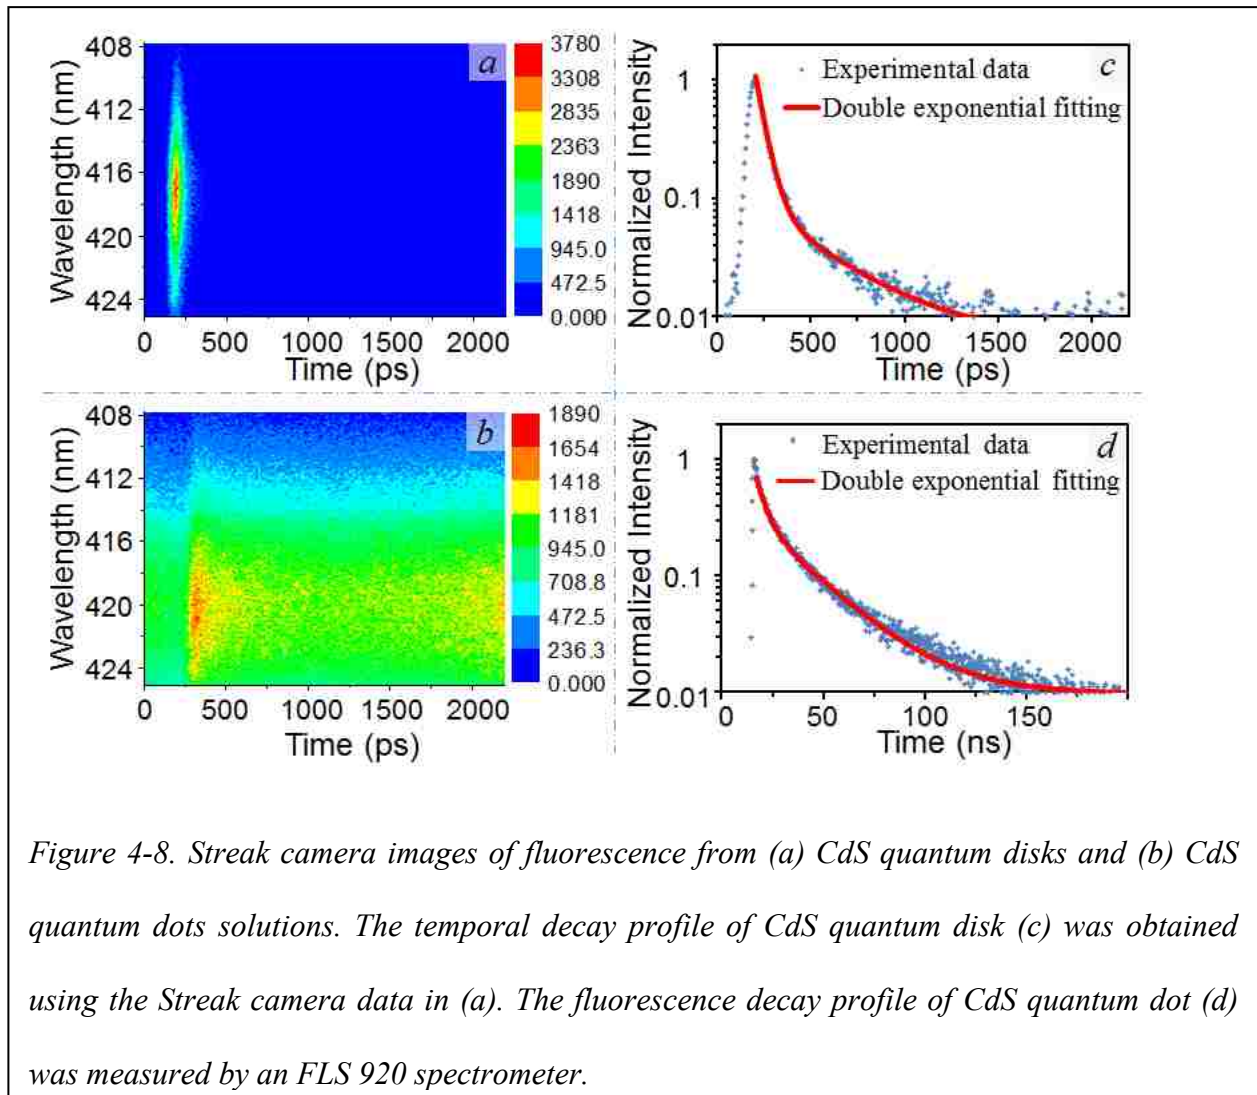 a
Wavelength (nm)
408
412
416
420
424
0 500 1000 1500 2000
Time (ps)
3780
3308
2835
2363
1890
1418
945.0
472.5
0.000
c
Experimental data
Double exponential fitting
Normalized Intensity
1
0.1
0.01
0 500 1000 1500 2000
Time (ps)
b
Wavelength (nm)
408
412
416
420
424
0 500 1000 1500 2000
Time (ps)
1890
1654
1418
1181
945.0
708.8
472.5
236.3
0.000
d
Experimental data
Double exponential fitting
Normalized Intensity
1
0.1
0.01
0 50 100 150
Time (ns)
Figure 4-8. Streak camera images of fluorescence from (a) CdS quantum disks and (b) CdS
quantum dots solutions. The temporal decay profile of CdS quantum disk (c) was obtained
using the Streak camera data in (a). The fluorescence decay profile of CdS quantum dot (d)
was measured by an FLS 920 spectrometer.